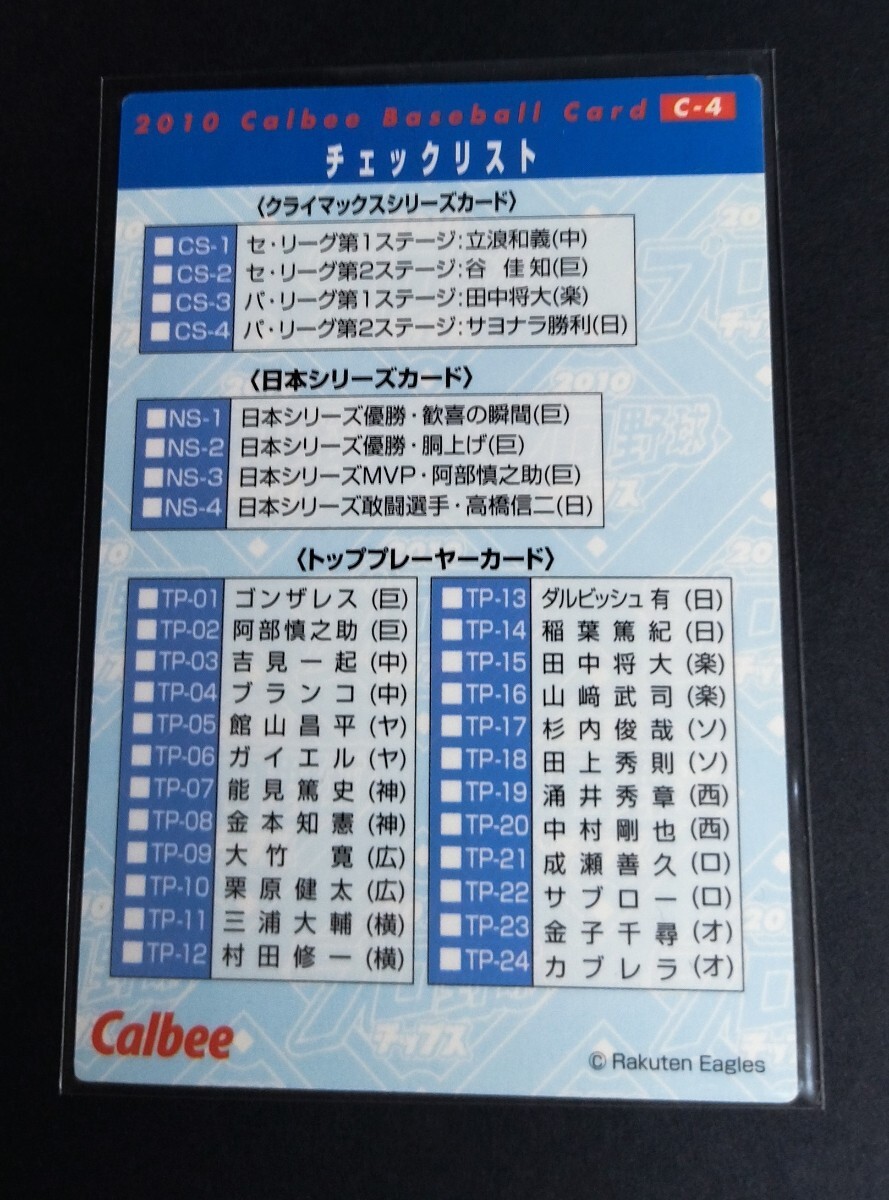 2010 Calbee Baseball Card C-4
チェックリスト
〈クライマックスシリーズカード〉
CS-1 セ・リーグ第1ステージ:立浪和義(中)
CS-2 セ・リーグ第2ステージ:谷 佳知(巨)
CS-3 パ・リーグ第1ステージ:田中将大(楽)
CS-4 パ・リーグ第2ステージ:サヨナラ勝利(日)
〈日本シリーズカード〉
NS-1 日本シリーズ優勝・歓喜の瞬間(巨)
NS-2 日本シリーズ優勝・胴上げ(巨)
NS-3 日本シリーズMVP・阿部慎之助(巨)
NS-4 日本シリーズ敢闘選手・高橋信二(日)
〈トッププレーヤーカード〉
TP-01 ゴンザレス (巨)
TP-02 阿部慎之助 (巨)
TP-03 吉見一起 (中)
TP-04 ブランコ (中)
TP-05 館山昌平 (ヤ)
TP-06 ガイエル (ヤ)
TP-07 能見篤史 (神)
TP-08 金本知憲 (神)
TP-09 大竹 寛 (広)
TP-10 栗原健太 (広)
TP-11 三浦大輔 (横)
TP-12 村田修一 (横)
TP-13 ダルビッシュ有 (日)
TP-14 稲葉篤紀 (日)
TP-15 田中将大 (楽)
TP-16 山﨑武司 (楽)
TP-17 杉内俊哉 (ソ)
TP-18 田上秀則 (ソ)
TP-19 涌井秀章 (西)
TP-20 中村剛也 (西)
TP-21 成瀬善久 (ロ)
TP-22 サブロー (ロ)
TP-23 金子千尋 (オ)
TP-24 カブレラ (オ)
Calbee
© Rakuten Eagles